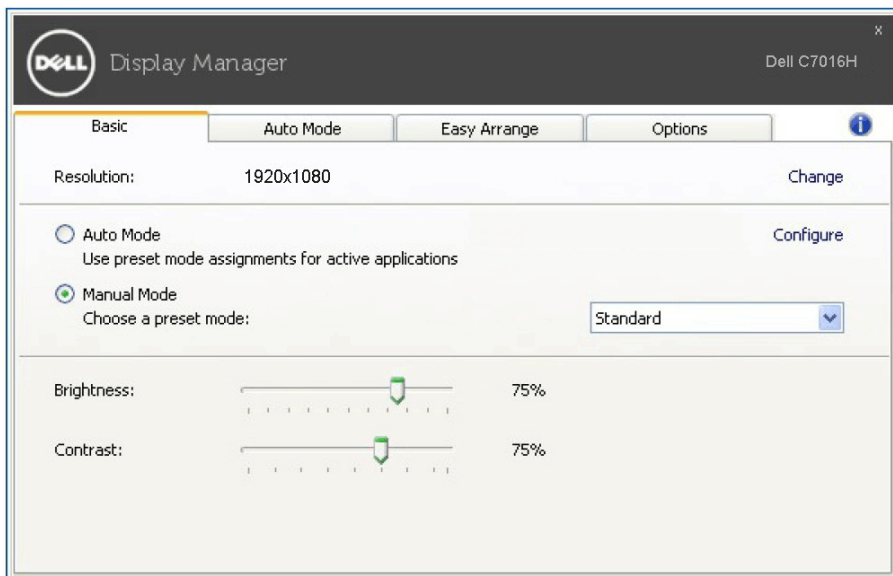 x
DELL Display Manager Dell C7016H
Basic Auto Mode Easy Arrange Options i
Resolution: 1920x1080 Change
Auto Mode Configure
Use preset mode assignments for active applications
Manual Mode
Choose a preset mode: Standard
Brightness: 75%
Contrast: 75%